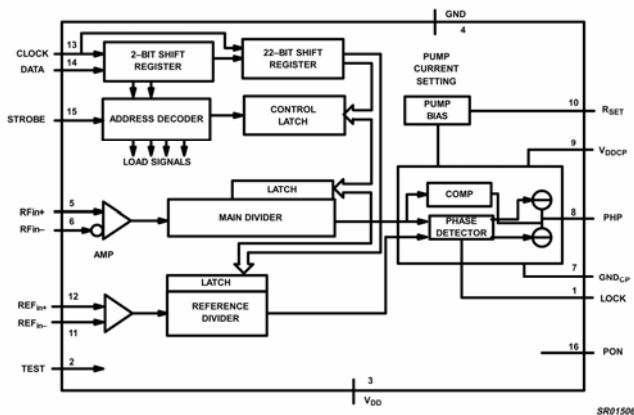 GND
4
CLOCK
13
DATA
14
2–BIT SHIFT
REGISTER
22–BIT SHIFT
REGISTER
PUMP
CURRENT
SETTING
STROBE
15
ADDRESS DECODER
CONTROL
LATCH
PUMP
BIAS
10
RSET
LOAD SIGNALS
9
VDDCP
LATCH
MAIN DIVIDER
COMP
RFin+
5
RFin–
6
AMP
PHASE
DETECTOR
8
PHP
7
GNDCP
LATCH
REFERENCE
DIVIDER
REFin+
12
REFin–
11
1
LOCK
16
PON
TEST
2
3
VDD
SR01506